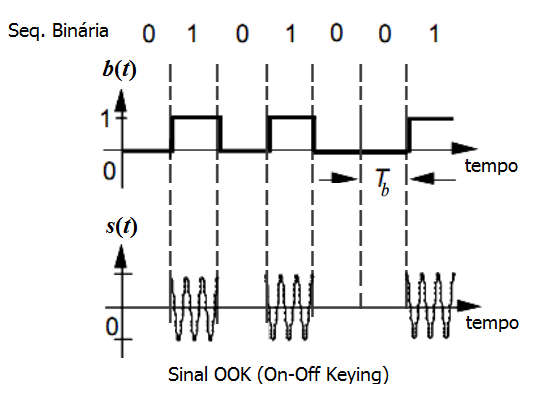 Seq. Binária 0 1 0 1 0 0 1
b(t)
1
0
tempo
Tb
s(t)
0
tempo
Sinal OOK (On-Off Keying)